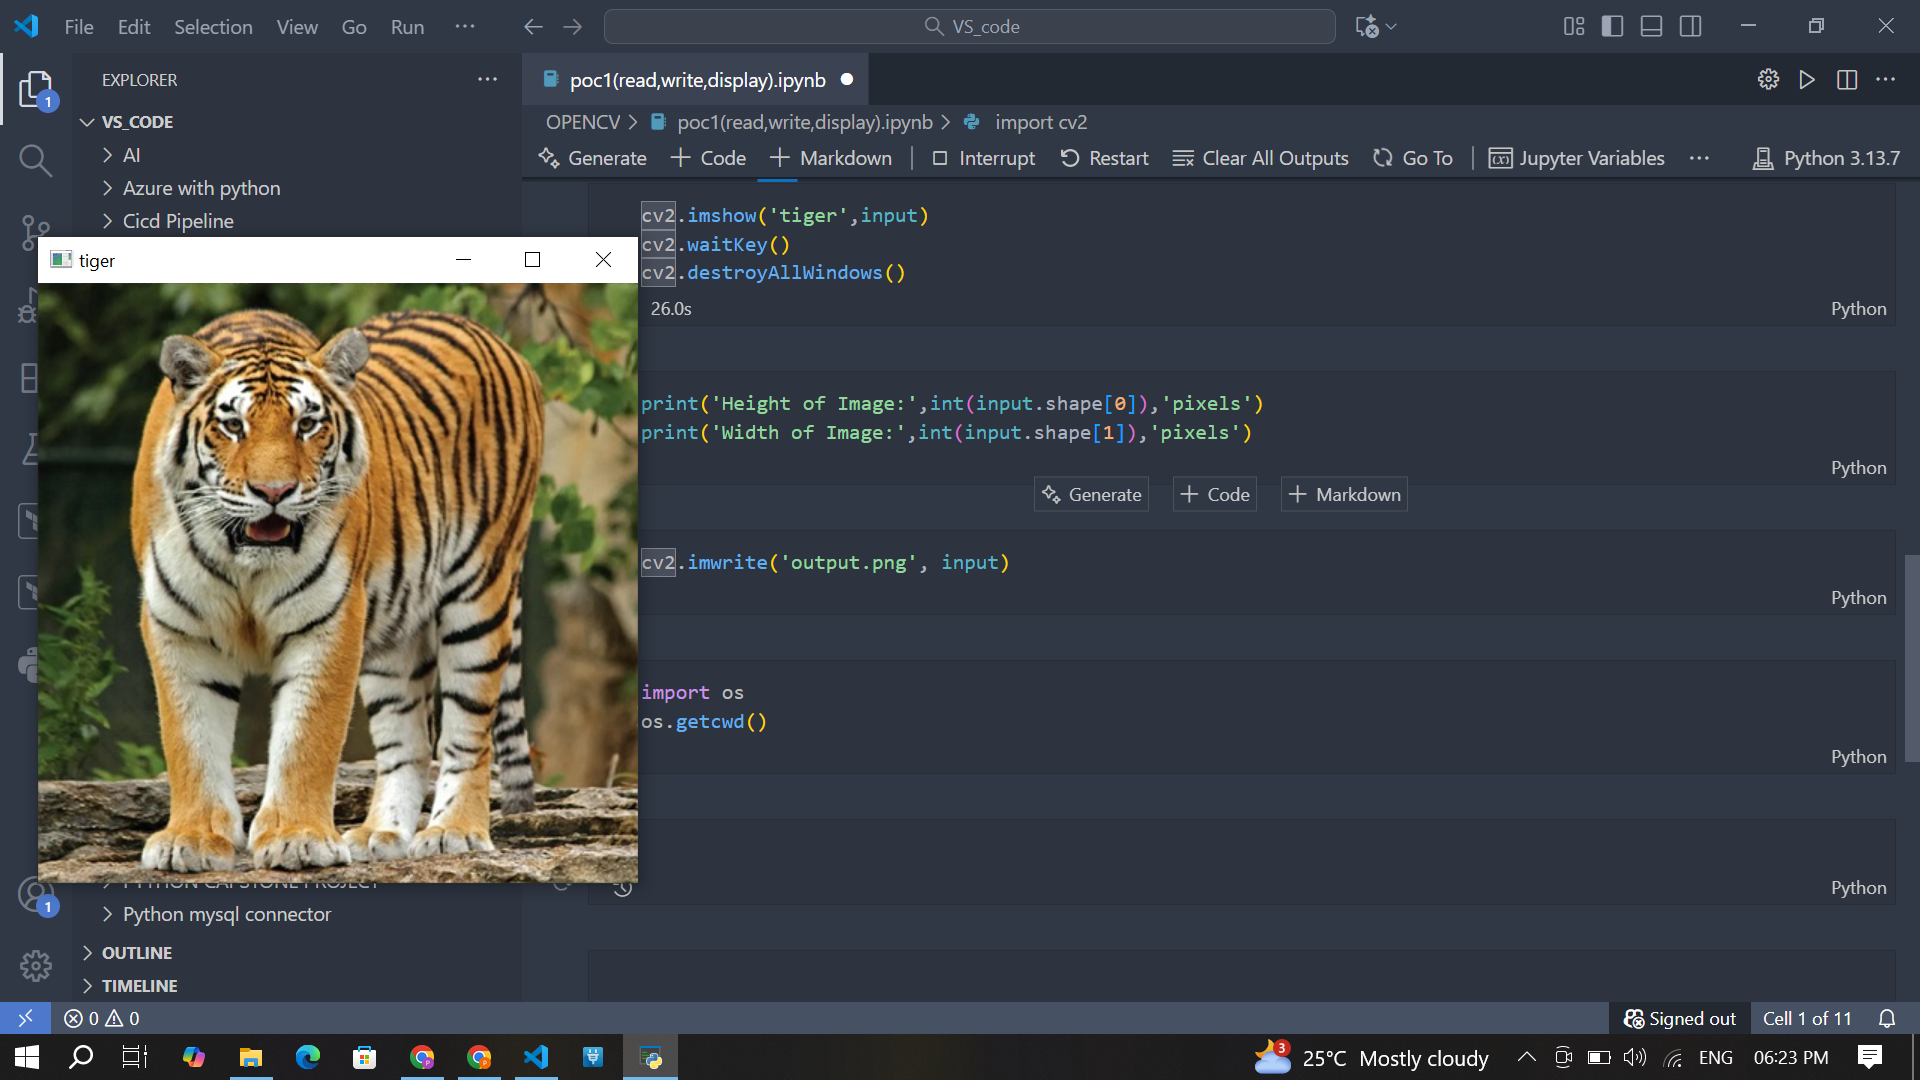 File Edit Selection View Go Run ...
VS_code
EXPLORER
poc1(read,write,display).ipynb
1
VS_CODE
OPENCV > poc1(read,write,display).ipynb > import cv2
AI
Generate + Code + Markdown Interrupt Restart Clear All Outputs Go To Jupyter Variables ... Python 3.13.7
Azure with python
Cicd Pipeline
tiger
cv2.imshow('tiger',input)
cv2.waitKey()
cv2.destroyAllWindows()
26.0s
Python
print('Height of Image:',int(input.shape[0]),'pixels')
print('Width of Image:',int(input.shape[1]),'pixels')
Python
Generate + Code + Markdown
cv2.imwrite('output.png', input)
Python
import os
os.getcwd()
Python
PYTHON CAPSTONE PROJECT
Python
1
Python mysql connector
OUTLINE
TIMELINE
0 0
Signed out Cell 1 of 11
3
25°C Mostly cloudy
ENG 06:23 PM